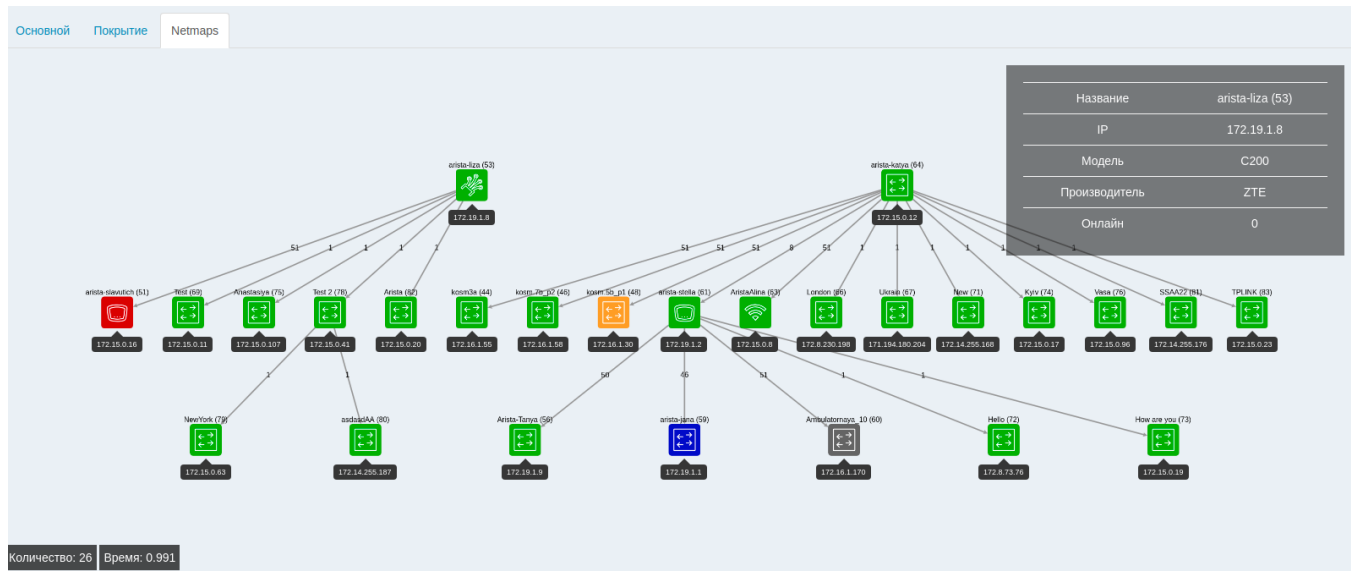 Основной Покрытие Netmaps
Название arista-liza (53)
IP 172.19.1.8
Модель C200
Производитель ZTE
Онлайн 0
arista-liza (53) arista-katya (64)
172.19.1.8 172.15.0.12
51 1 1 1 1 51 51 51 8 51 1 1 1 1 1 1 1
arista-slavutich (51) Test (69) Anastasiya (75) Test 2 (78) Arista (82) kosm3a (44) kosm.7b_p2 (46) kosm.5b_p1 (48) arista-stella (61) AristaAlina (63) London (66) Ukrain (67) New (71) Kyiv (74) Vasa (76) SSAA22 (81) TPLINK (83)
172.15.0.16 172.15.0.11 172.15.0.107 172.15.0.41 172.15.0.20 172.16.1.55 172.16.1.58 172.16.1.30 172.19.1.2 172.15.0.8 172.8.230.198 171.194.180.204 172.14.255.168 172.15.0.17 172.15.0.96 172.14.255.176 172.15.0.23
1 1 50 46 51 1 1
NewYork (79) asdasdAA (80) Arista-Tanya (56) arista-jana (59) Ambulatornaya_10 (60) Hello (72) How are you (73)
172.15.0.63 172.14.255.187 172.19.1.9 172.19.1.1 172.16.1.170 172.8.73.76 172.15.0.19
Количество: 26 Время: 0.991